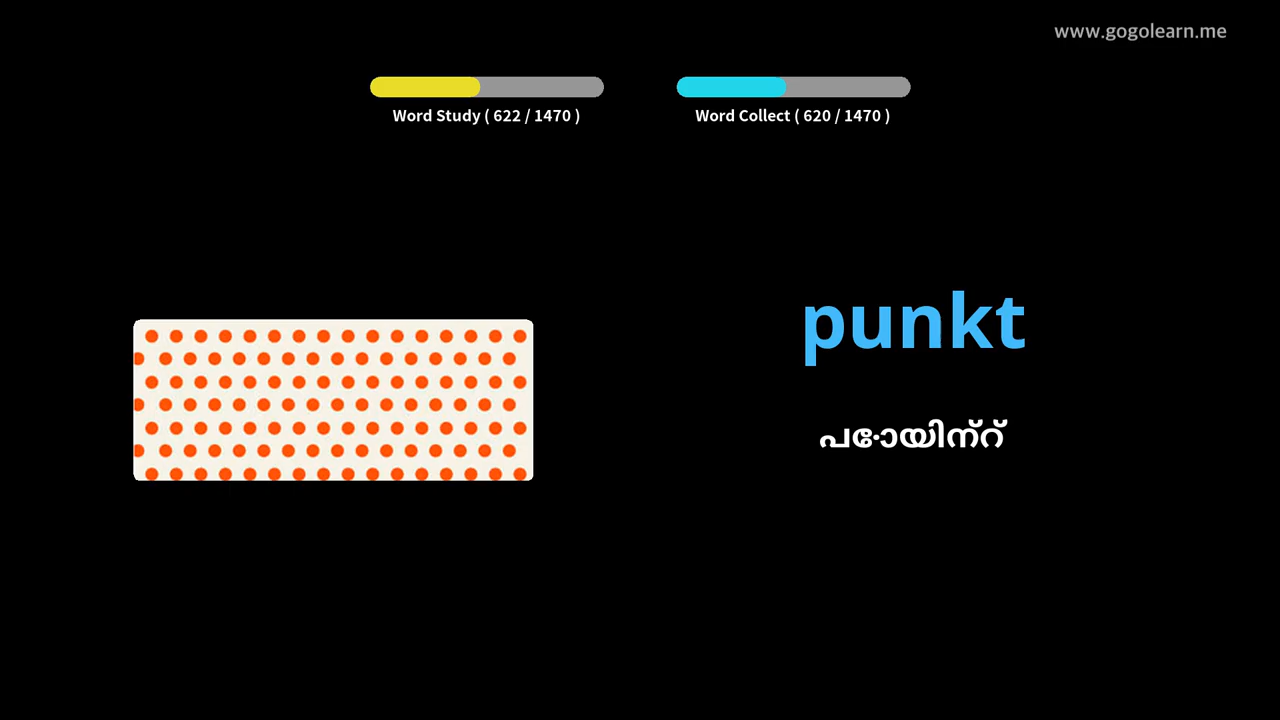 www.gogolearn.me
Word Study ( 622 / 1470 )
Word Collect ( 620 / 1470 )
punkt
പോയിന്റ്